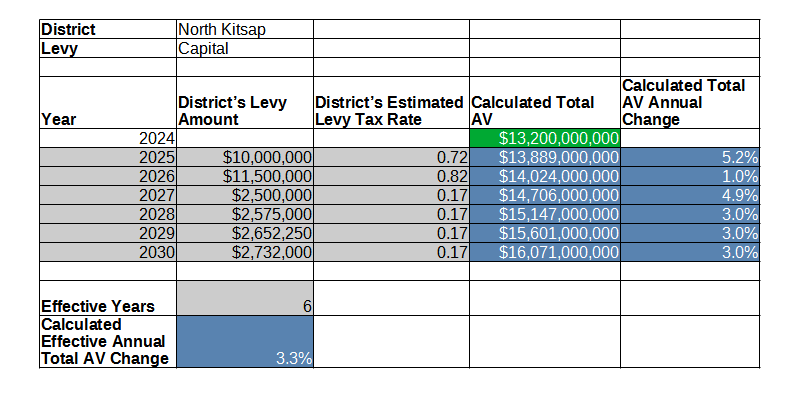 District North Kitsap
Levy Capital
Year District’s Levy Amount District’s Estimated Levy Tax Rate Calculated Total AV Calculated Total AV Annual Change
2024 $13,200,000,000
2025 $10,000,000 0.72 $13,889,000,000 5.2%
2026 $11,500,000 0.82 $14,024,000,000 1.0%
2027 $2,500,000 0.17 $14,706,000,000 4.9%
2028 $2,575,000 0.17 $15,147,000,000 3.0%
2029 $2,652,250 0.17 $15,601,000,000 3.0%
2030 $2,732,000 0.17 $16,071,000,000 3.0%
Effective Years 6
Calculated
Effective Annual
Total AV Change 3.3%